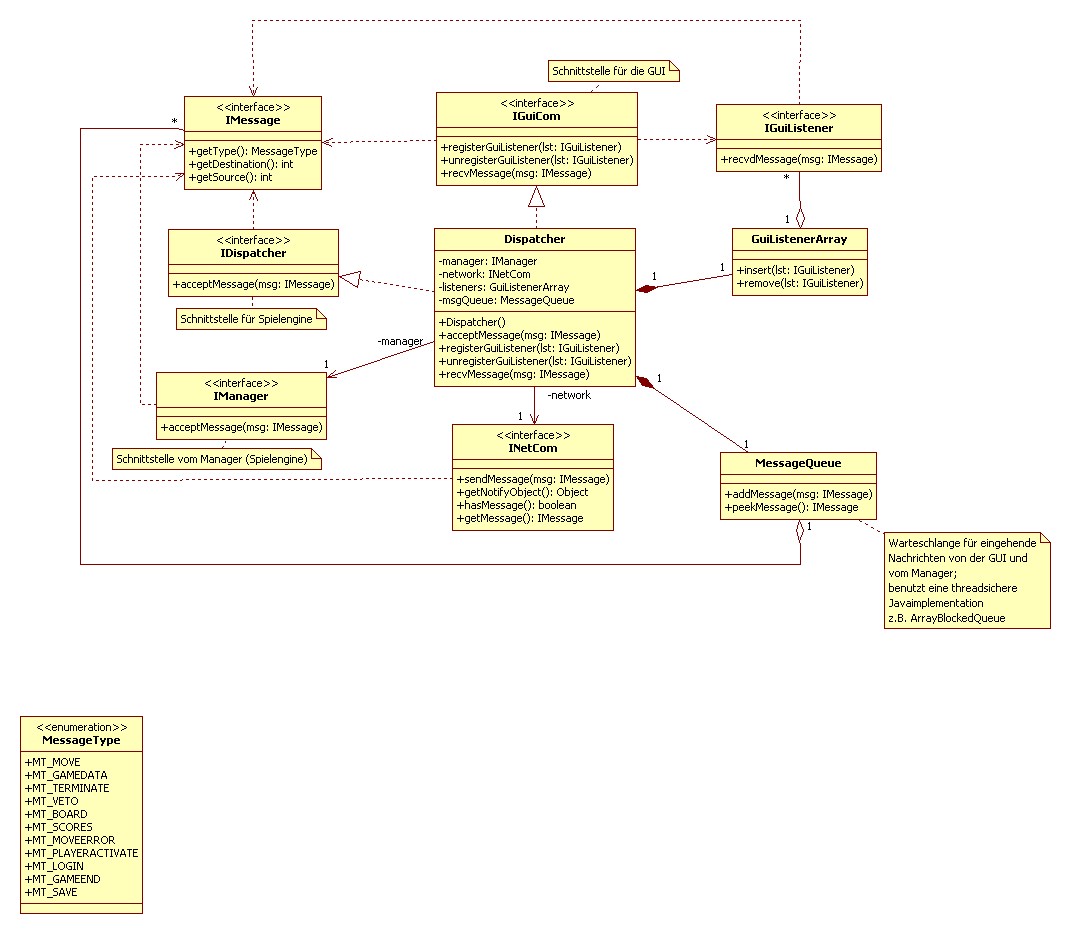 Schnittstelle für die GUI
<<interface>>
IMessage
+getType(): MessageType
+getDestination(): int
+getSource(): int
*
<<interface>>
IGuiCom
+registerGuiListener(lst: IGuiListener)
+unregisterGuiListener(lst: IGuiListener)
+recvMessage(msg: IMessage)
<<interface>>
IGuiListener
+recvdMessage(msg: IMessage)
*
1
<<interface>>
IDispatcher
+acceptMessage(msg: IMessage)
Schnittstelle für Spielengine
Dispatcher
-manager: IManager
-network: INetCom
-listeners: GuiListenerArray
-msgQueue: MessageQueue
+Dispatcher()
+acceptMessage(msg: IMessage)
+registerGuiListener(lst: IGuiListener)
+unregisterGuiListener(lst: IGuiListener)
+recvMessage(msg: IMessage)
1
1
GuiListenerArray
+insert(lst: IGuiListener)
+remove(lst: IGuiListener)
-manager
1
<<interface>>
IManager
+acceptMessage(msg: IMessage)
Schnittstelle vom Manager (Spielengine)
-network
1
<<interface>>
INetCom
+sendMessage(msg: IMessage)
+getNotifyObject(): Object
+hasMessage(): boolean
+getMessage(): IMessage
1
1
MessageQueue
+addMessage(msg: IMessage)
+peekMessage(): IMessage
1
Warteschlange für eingehende
Nachrichten von der GUI und
vom Manager;
benutzt eine threadsichere
Javaimplementation
z.B. ArrayBlockedQueue
<<enumeration>>
MessageType
+MT_MOVE
+MT_GAMEDATA
+MT_TERMINATE
+MT_VETO
+MT_BOARD
+MT_SCORES
+MT_MOVEERROR
+MT_PLAYERACTIVATE
+MT_LOGIN
+MT_GAMEEND
+MT_SAVE